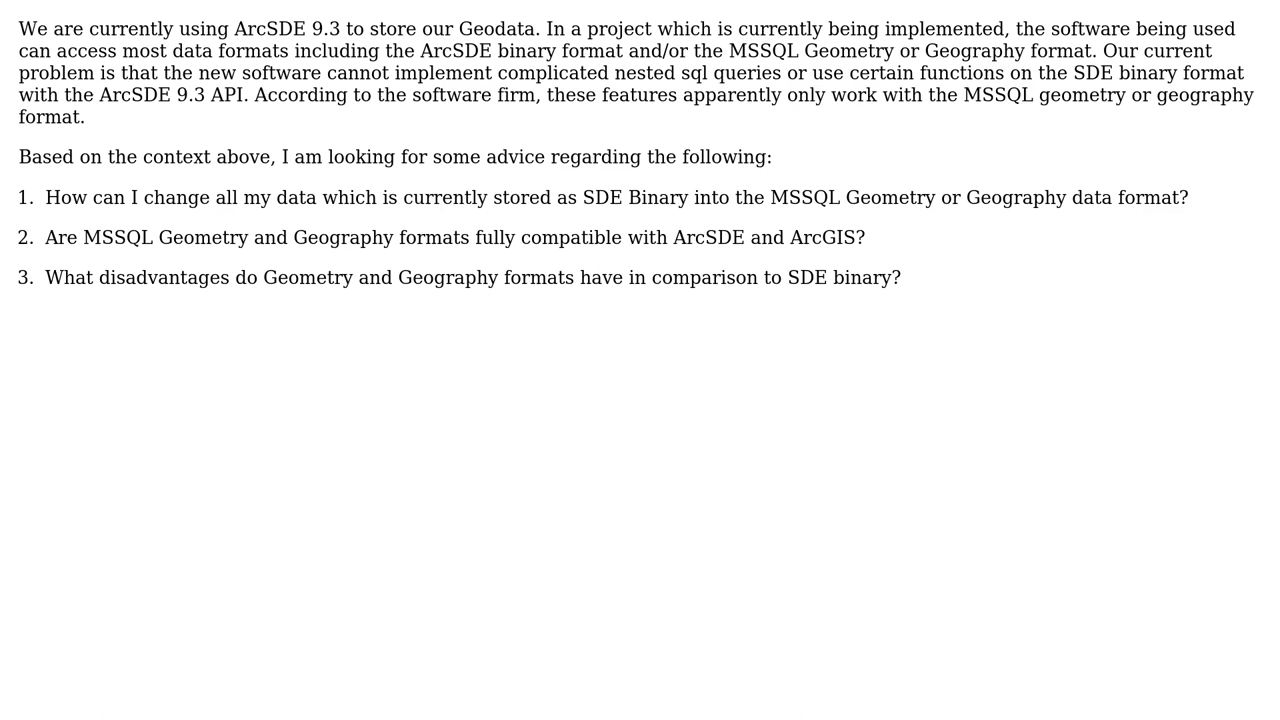 We are currently using ArcSDE 9.3 to store our Geodata. In a project which is currently being implemented, the software being used
can access most data formats including the ArcSDE binary format and/or the MSSQL Geometry or Geography format. Our current
problem is that the new software cannot implement complicated nested sql queries or use certain functions on the SDE binary format
with the ArcSDE 9.3 API. According to the software firm, these features apparently only work with the MSSQL geometry or geography
format.
Based on the context above, I am looking for some advice regarding the following:
1. How can I change all my data which is currently stored as SDE Binary into the MSSQL Geometry or Geography data format?
2. Are MSSQL Geometry and Geography formats fully compatible with ArcSDE and ArcGIS?
3. What disadvantages do Geometry and Geography formats have in comparison to SDE binary?